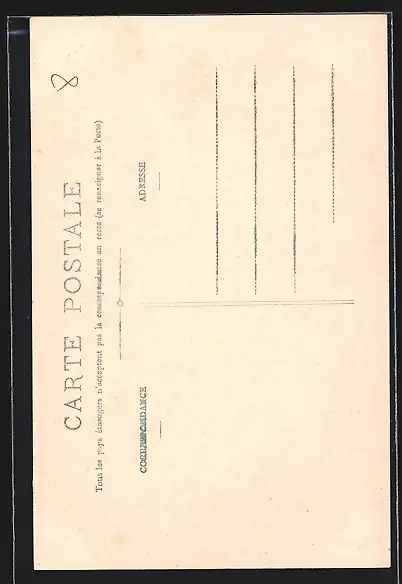 CARTE POSTALE
Tous les pays étrangers n'acceptent pas la correspondance au recto (se renseigner à la Poste)
CORRESPONDANCE
ADRESSE
8